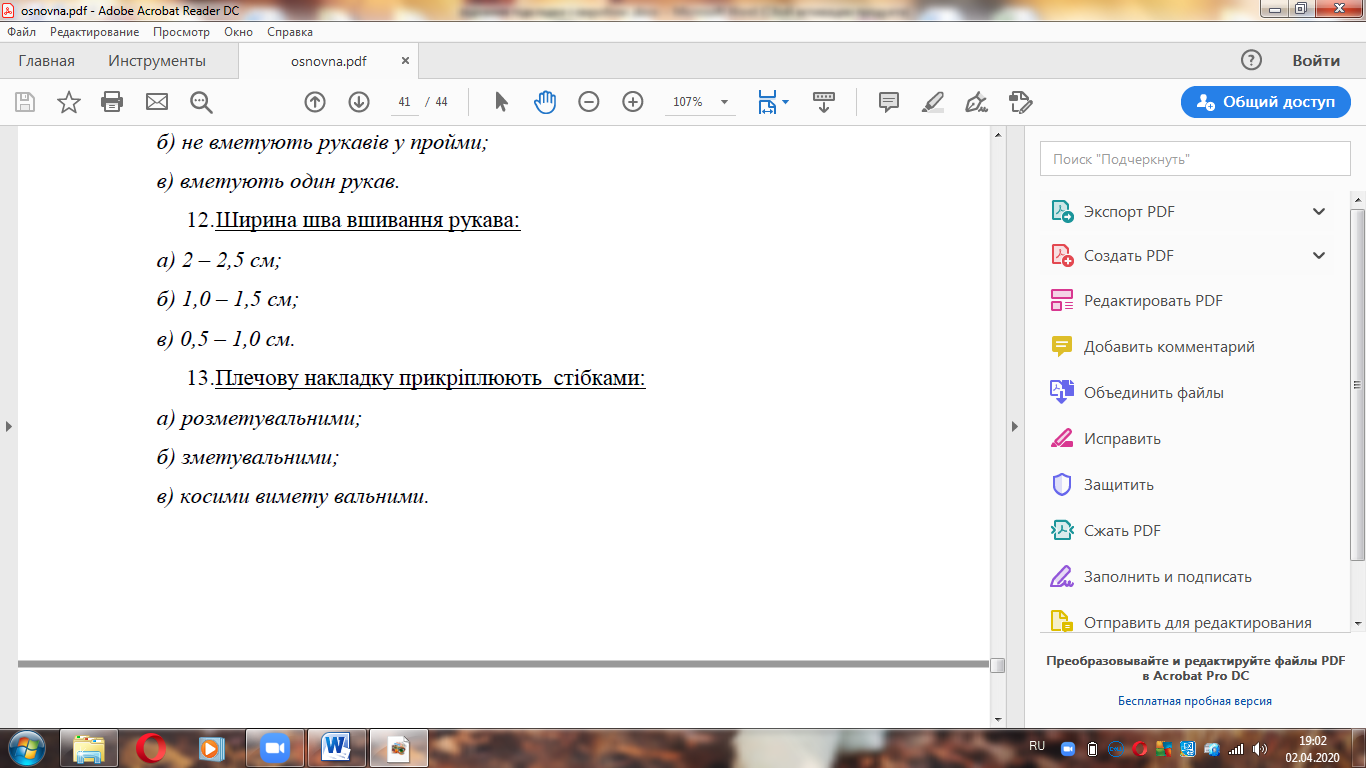 osnovna.pdf - Adobe Acrobat Reader DC
Файл Редактирование Просмотр Окно Справка
Главная Инструменты osnovna.pdf × Войти
41 / 44 107% Общий доступ
б) не вметують рукавів у пройми;
в) вметують один рукав.
12.Ширина шва вшивання рукава:
а) 2 – 2,5 см;
б) 1,0 – 1,5 см;
в) 0,5 – 1,0 см.
13.Плечову накладку прикріплюють стібками:
а) розметувальними;
б) зметувальними;
в) косими вимету вальними.
Поиск "Подчеркнуть"
Экспорт PDF
Создать PDF
Редактировать PDF
Добавить комментарий
Объединить файлы
Исправить
Защитить
Сжать PDF
Заполнить и подписать
Отправить для редактирования
Преобразовывайте и редактируйте файлы PDF
в Acrobat Pro DC
Бесплатная пробная версия
RU
19:02
02.04.2020